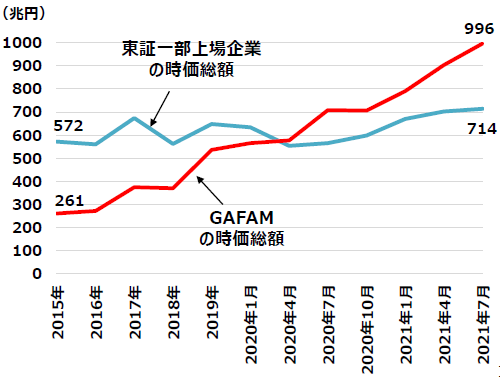 （兆円）
1000
900
800
700
600
500
400
300
200
100
0
東証一部上場企業
の時価総額
996
572
714
261
GAFAM
の時価総額
2015年
2016年
2017年
2018年
2019年
2020年1月
2020年4月
2020年7月
2020年10月
2021年1月
2021年4月
2021年7月